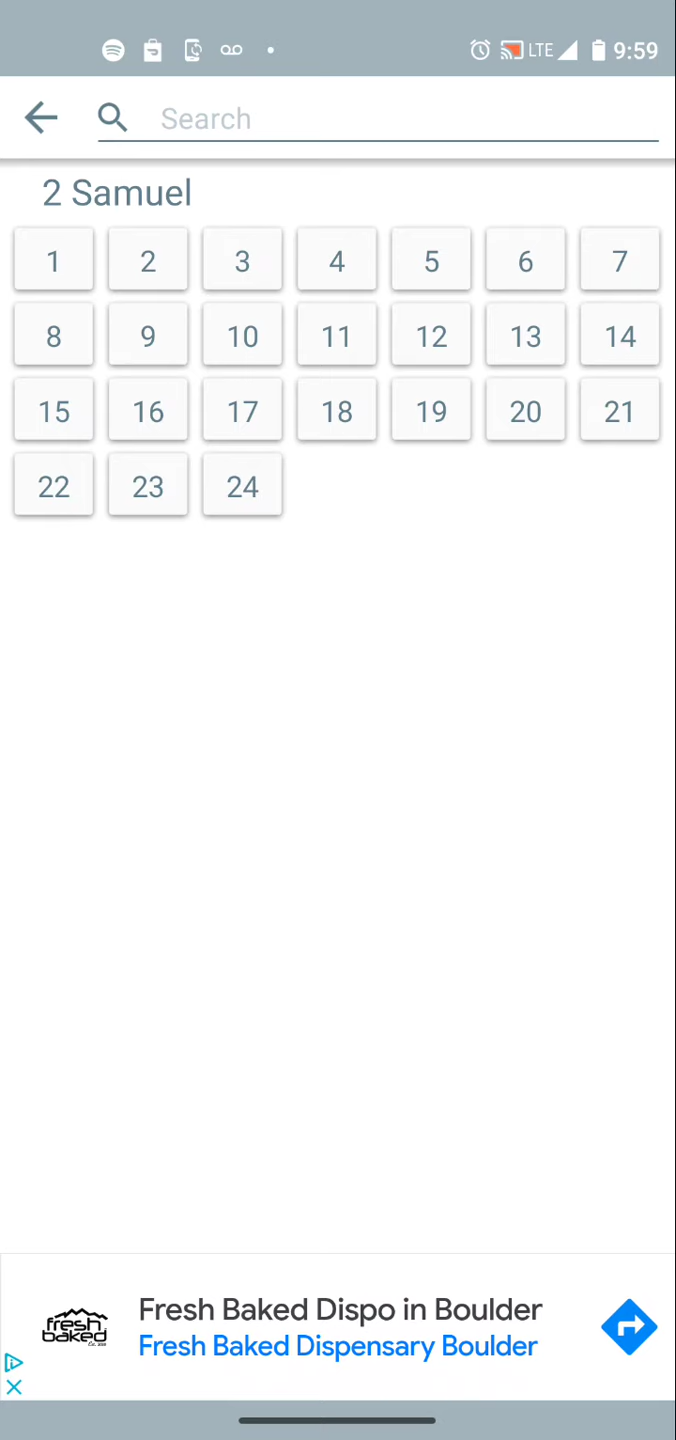 LTE 9:59
Search
2 Samuel
1 2 3 4 5 6 7
8 9 10 11 12 13 14
15 16 17 18 19 20 21
22 23 24
fresh
baked
Fresh Baked Dispo in Boulder
Fresh Baked Dispensary Boulder